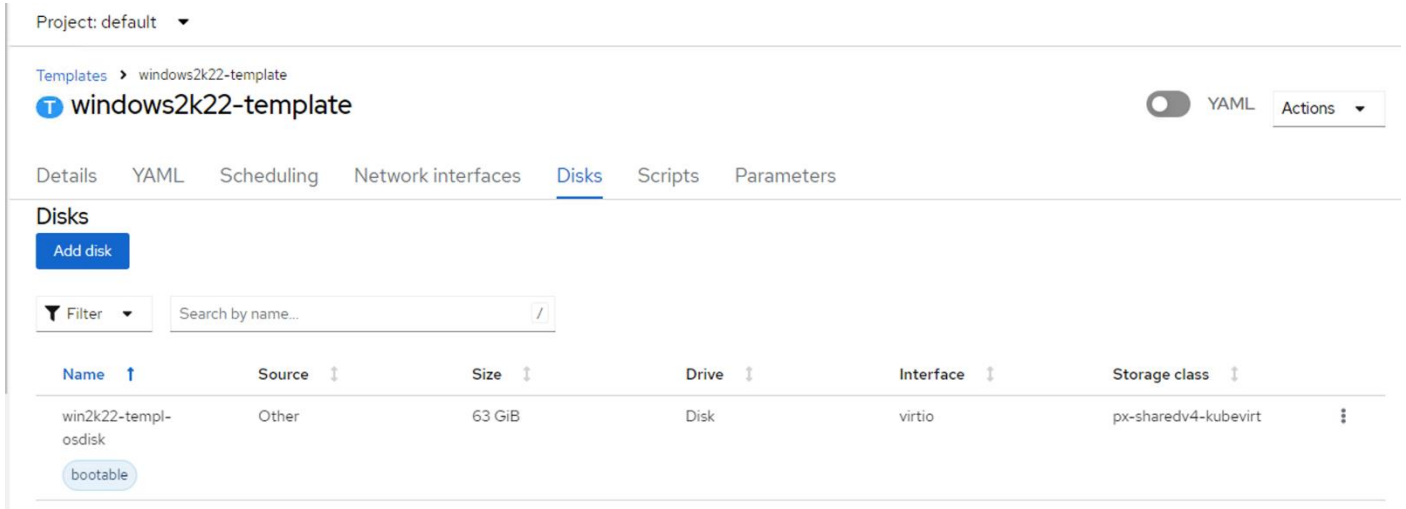 Project: default
Templates > windows2k22-template
T windows2k22-template
YAML Actions
Details YAML Scheduling Network interfaces Disks Scripts Parameters
Disks
Add disk
Filter Search by name... /
Name Source Size Drive Interface Storage class
win2k22-templ- Other 63 GiB Disk virtio px-sharedv4-kubevirt
osdisk
bootable